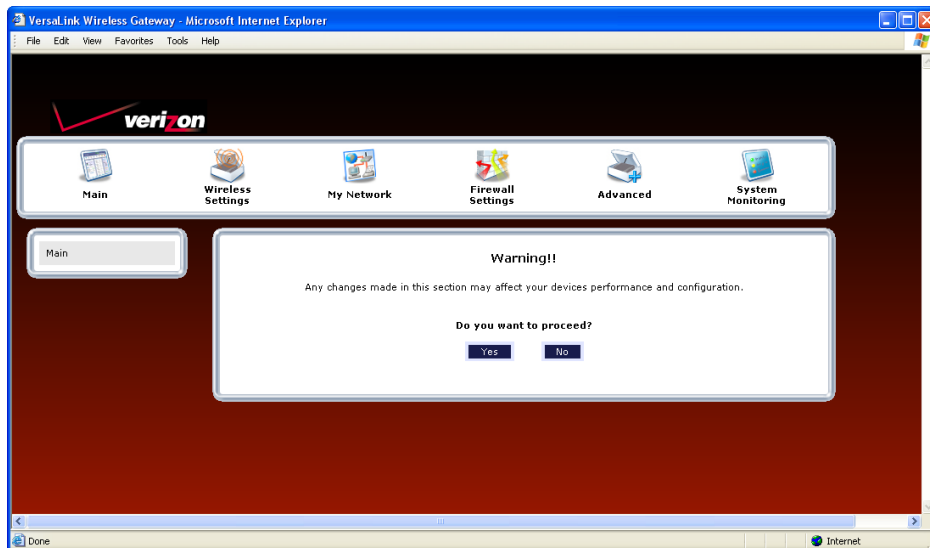 VersaLink Wireless Gateway - Microsoft Internet Explorer
File Edit View Favorites Tools Help
verizon
Main
Wireless Settings
My Network
Firewall Settings
Advanced
System Monitoring
Main
Warning!!
Any changes made in this section may affect your devices performance and configuration.
Do you want to proceed?
Yes No
Done Internet